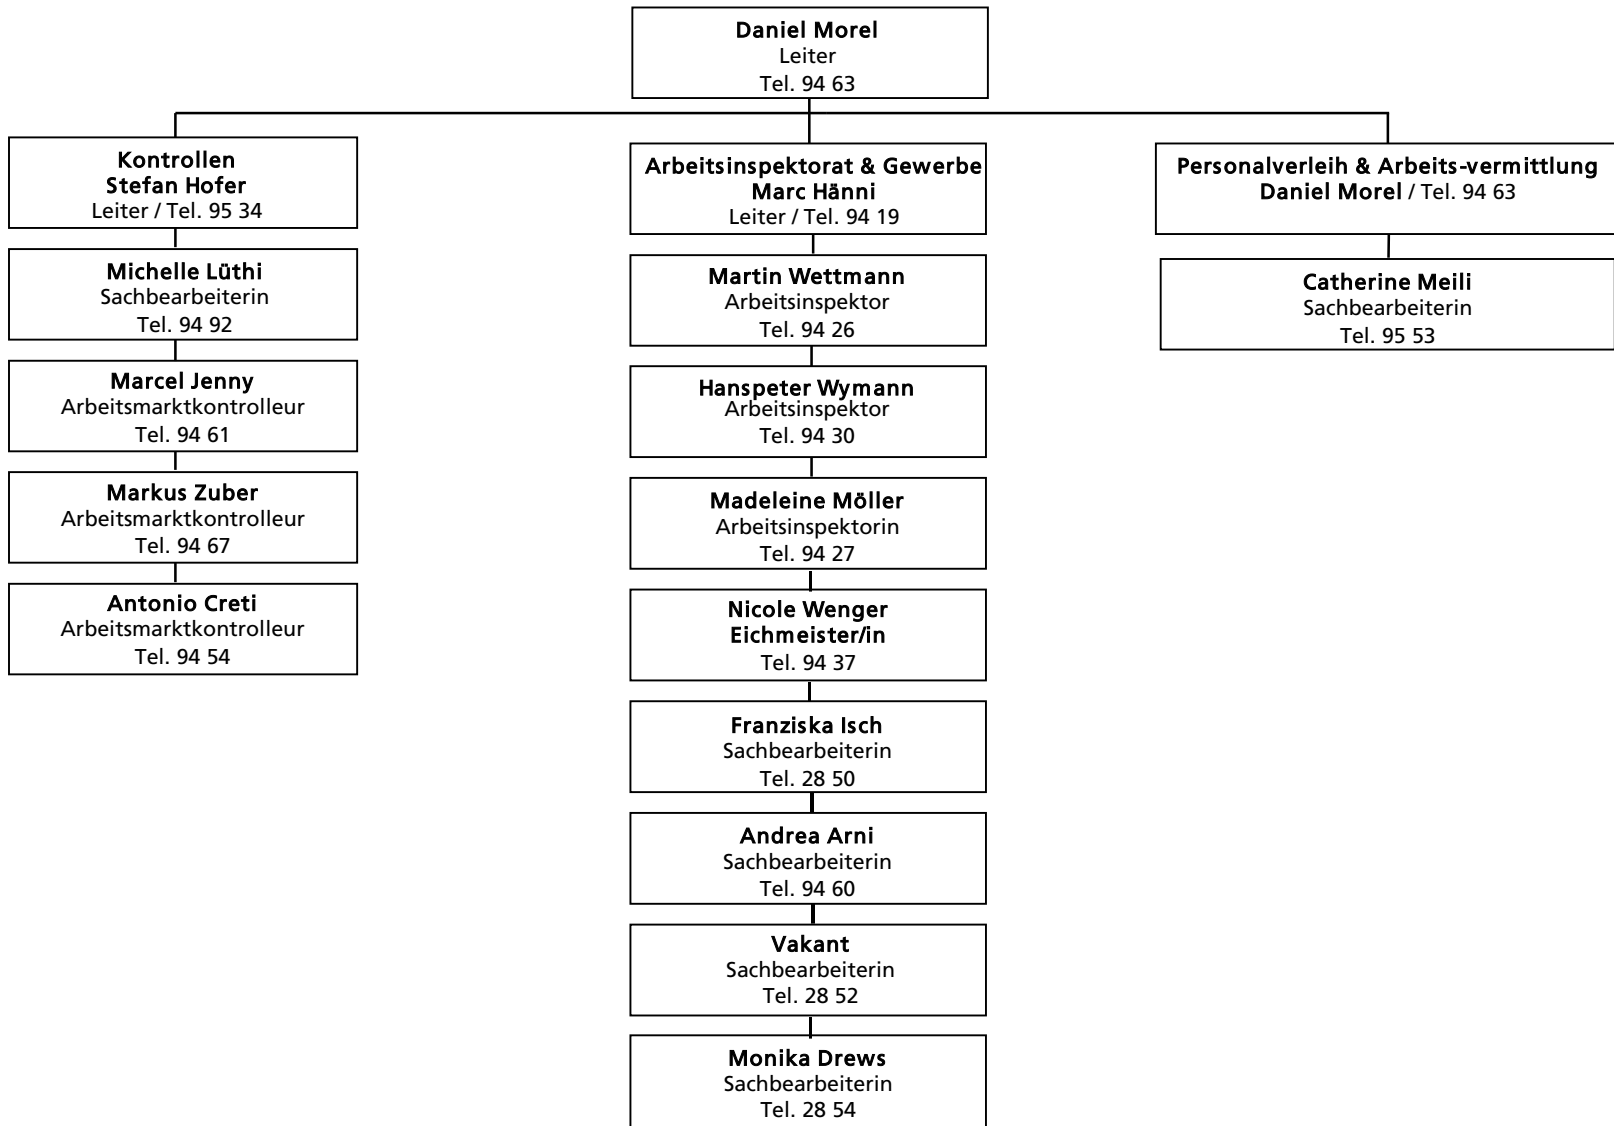 Daniel Morel
Leiter
Tel. 94 63
Kontrollen
Stefan Hofer
Leiter / Tel. 95 34
Michelle Lüthi
Sachbearbeiterin
Tel. 94 92
Marcel Jenny
Arbeitsmarktkontrolleur
Tel. 94 61
Markus Zuber
Arbeitsmarktkontrolleur
Tel. 94 67
Antonio Creti
Arbeitsmarktkontrolleur
Tel. 94 54
Arbeitsinspektorat & Gewerbe
Marc Hänni
Leiter / Tel. 94 19
Martin Wettmann
Arbeitsinspektor
Tel. 94 26
Hanspeter Wymann
Arbeitsinspektor
Tel. 94 30
Madeleine Möller
Arbeitsinspektorin
Tel. 94 27
Nicole Wenger
Eichmeister/in
Tel. 94 37
Franziska Isch
Sachbearbeiterin
Tel. 28 50
Andrea Arni
Sachbearbeiterin
Tel. 94 60
Vakant
Sachbearbeiterin
Tel. 28 52
Monika Drews
Sachbearbeiterin
Tel. 28 54
Personalverleih & Arbeits-vermittlung
Daniel Morel / Tel. 94 63
Catherine Meili
Sachbearbeiterin
Tel. 95 53